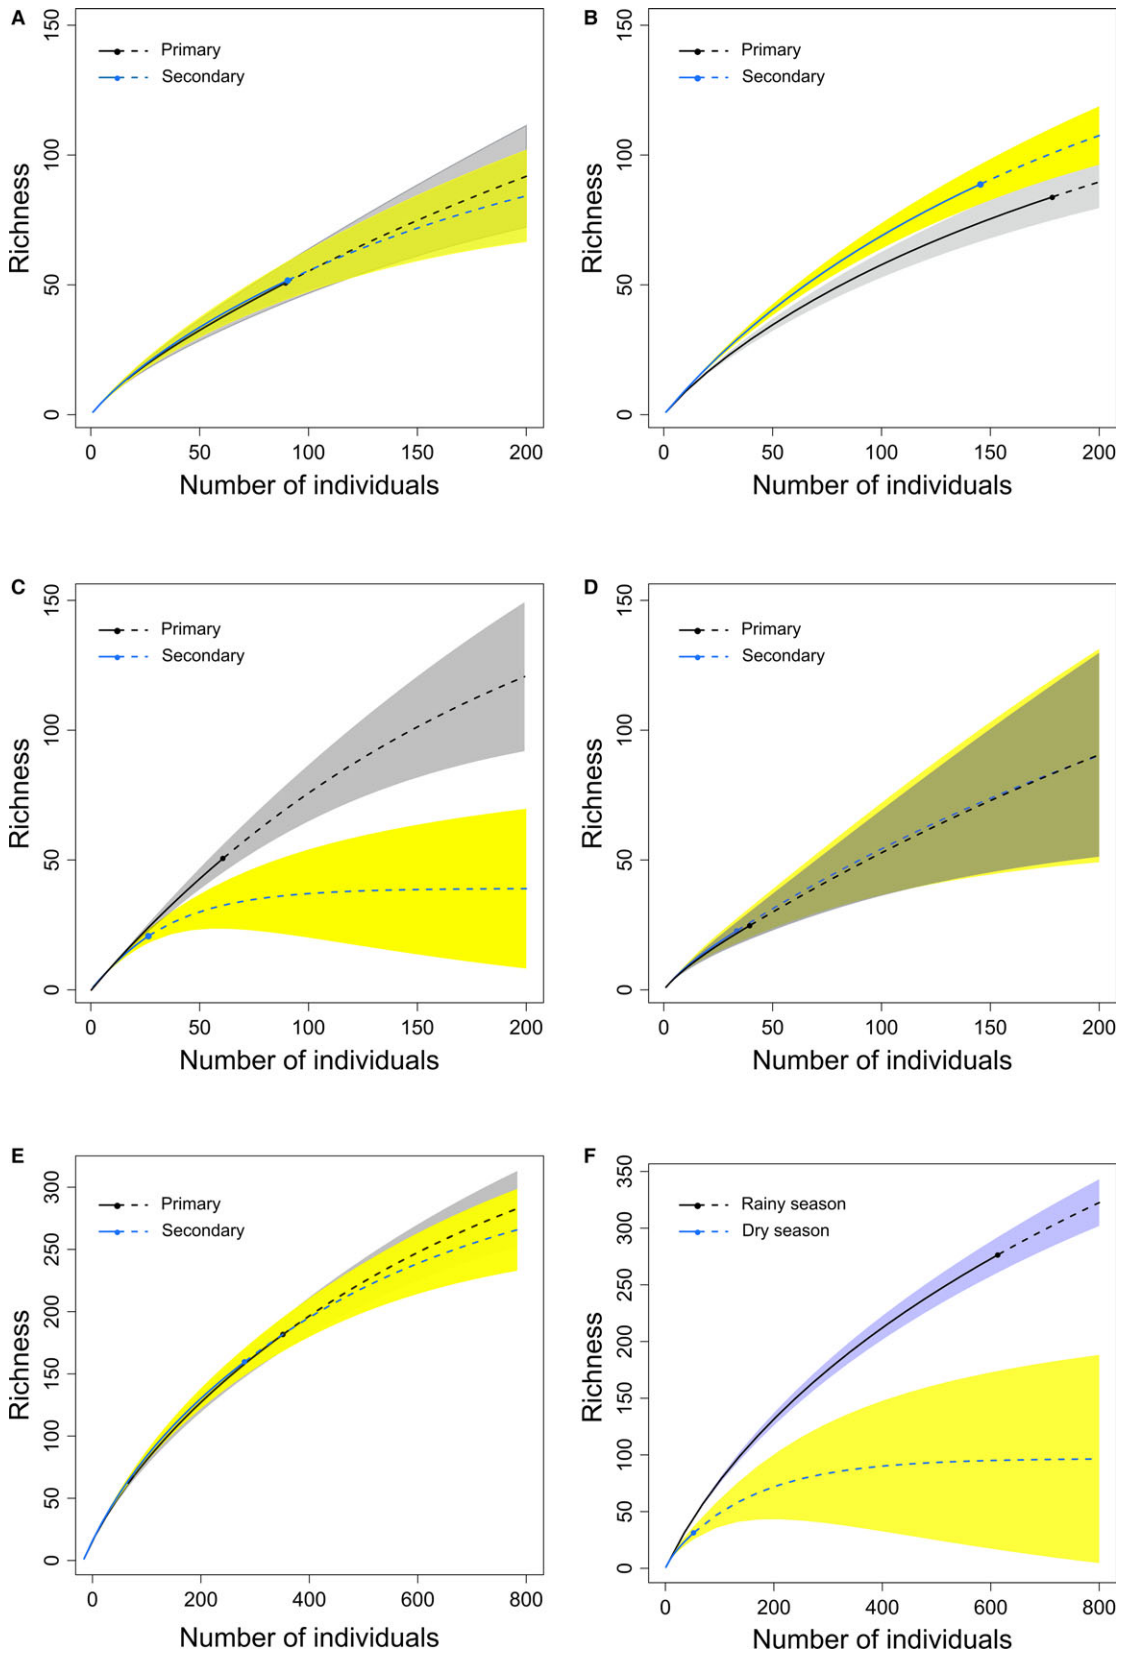 A
150
100
50
0
Richness
Primary
Secondary
0 50 100 150 200
Number of individuals
B
150
100
50
0
Richness
Primary
Secondary
0 50 100 150 200
Number of individuals
C
150
100
50
0
Richness
Primary
Secondary
0 50 100 150 200
Number of individuals
D
150
100
50
0
Richness
Primary
Secondary
0 50 100 150 200
Number of individuals
E
300
250
200
150
100
50
0
Richness
Primary
Secondary
0 200 400 600 800
Number of individuals
F
350
300
250
200
150
100
50
0
Richness
Rainy season
Dry season
0 200 400 600 800
Number of individuals